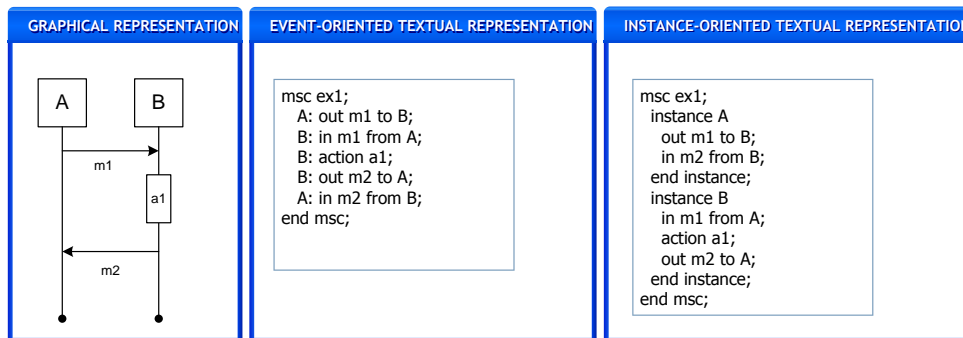 GRAPHICAL REPRESENTATION
A
B
m1
a1
m2
EVENT-ORIENTED TEXTUAL REPRESENTATION
msc ex1;
A: out m1 to B;
B: in m1 from A;
B: action a1;
B: out m2 to A;
A: in m2 from B;
end msc;
INSTANCE-ORIENTED TEXTUAL REPRESENTATION
msc ex1;
instance A
out m1 to B;
in m2 from B;
end instance;
instance B
in m1 from A;
action a1;
out m2 to A;
end instance;
end msc;